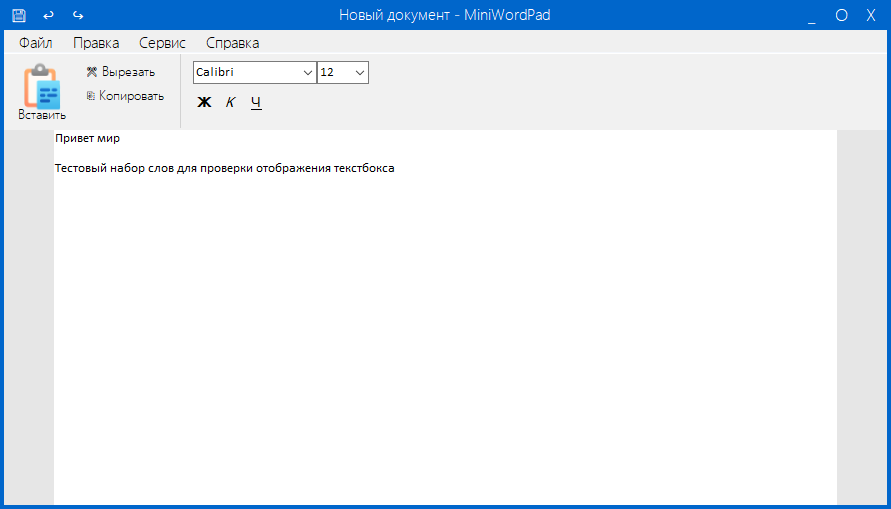 Новый документ - MiniWordPad
_ O X
Файл Правка Сервис Справка
Вставить
Вырезать
Копировать
Calibri 12
Ж К Ч
Привет мир
Тестовый набор слов для проверки отображения текстбокса